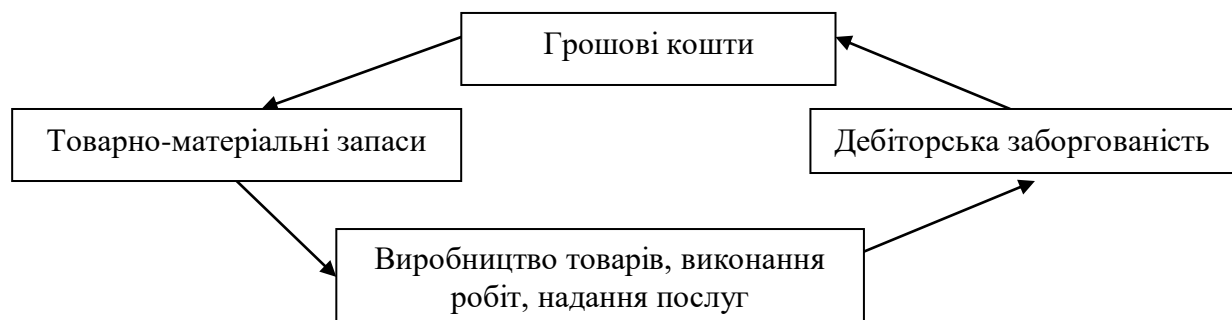 Грошові кошти
Товарно-матеріальні запаси
Дебіторська заборгованість
Виробництво товарів, виконання
робіт, надання послуг